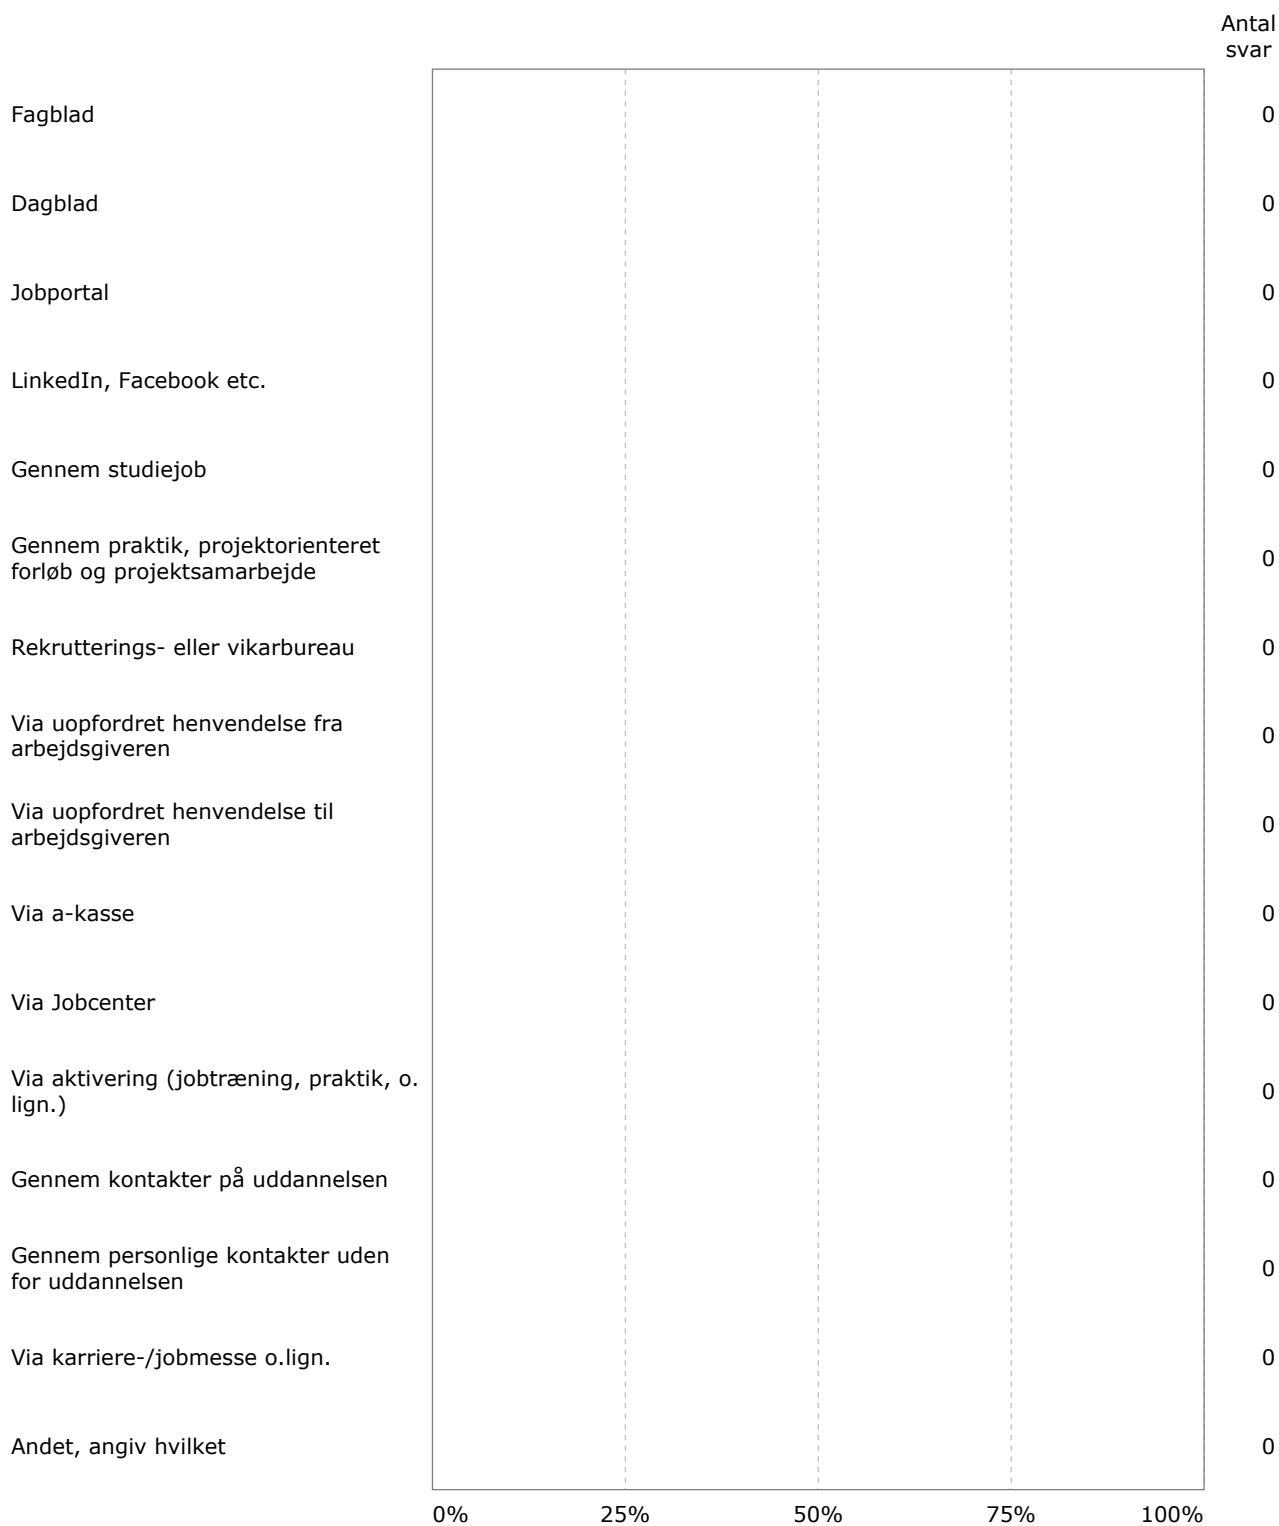 Antal
svar
Fagblad 0
Dagblad 0
Jobportal 0
LinkedIn, Facebook etc. 0
Gennem studiejob 0
Gennem praktik, projektorienteret
forløb og projektsamarbejde 0
Rekrutterings- eller vikarbureau 0
Via uopfordret henvendelse fra
arbejdsgiveren 0
Via uopfordret henvendelse til
arbejdsgiveren 0
Via a-kasse 0
Via Jobcenter 0
Via aktivering (jobtræning, praktik, o.
lign.) 0
Gennem kontakter på uddannelsen 0
Gennem personlige kontakter uden
for uddannelsen 0
Via karriere-/jobmesse o.lign. 0
Andet, angiv hvilket 0
0% 25% 50% 75% 100%